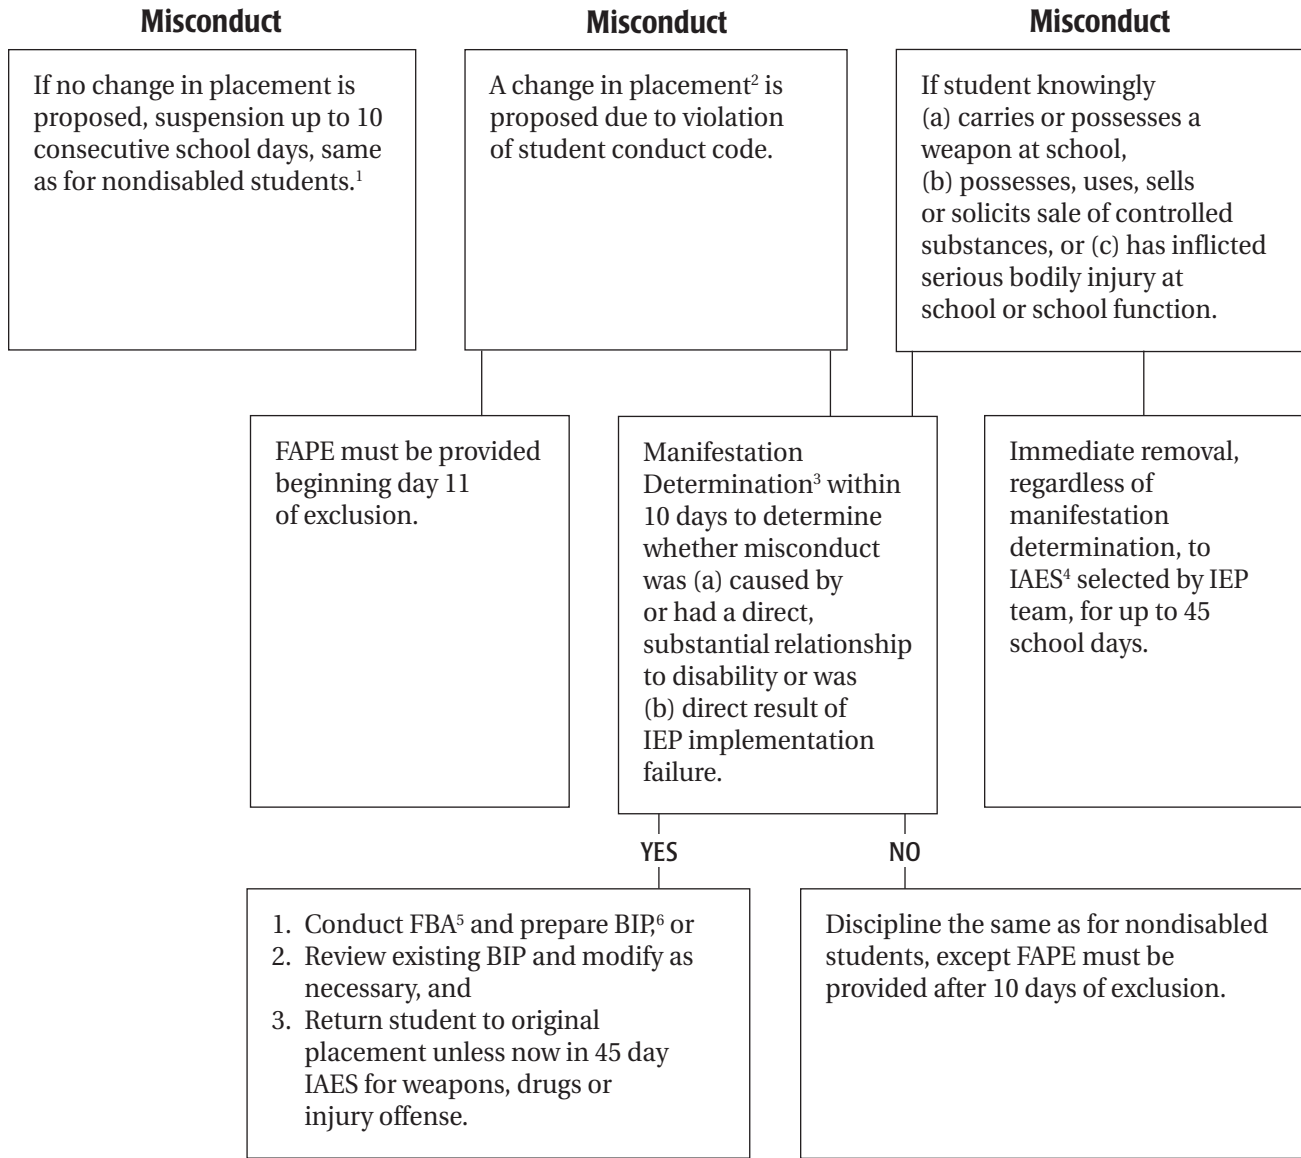 Misconduct
If no change in placement is
proposed, suspension up to 10
consecutive school days, same
as for nondisabled students.¹
Misconduct
A change in placement² is
proposed due to violation
of student conduct code.
Misconduct
If student knowingly
(a) carries or possesses a
weapon at school,
(b) possesses, uses, sells
or solicits sale of controlled
substances, or (c) has inflicted
serious bodily injury at
school or school function.
FAPE must be provided
beginning day 11
of exclusion.
Manifestation
Determination³ within
10 days to determine
whether misconduct
was (a) caused by
or had a direct,
substantial relationship
to disability or was
(b) direct result of
IEP implementation
failure.
Immediate removal,
regardless of
manifestation
determination, to
IAES⁴ selected by IEP
team, for up to 45
school days.
YES
NO
1. Conduct FBA⁵ and prepare BIP,⁶ or
2. Review existing BIP and modify as
necessary, and
3. Return student to original
placement unless now in 45 day
IAES for weapons, drugs or
injury offense.
Discipline the same as for nondisabled
students, except FAPE must be
provided after 10 days of exclusion.